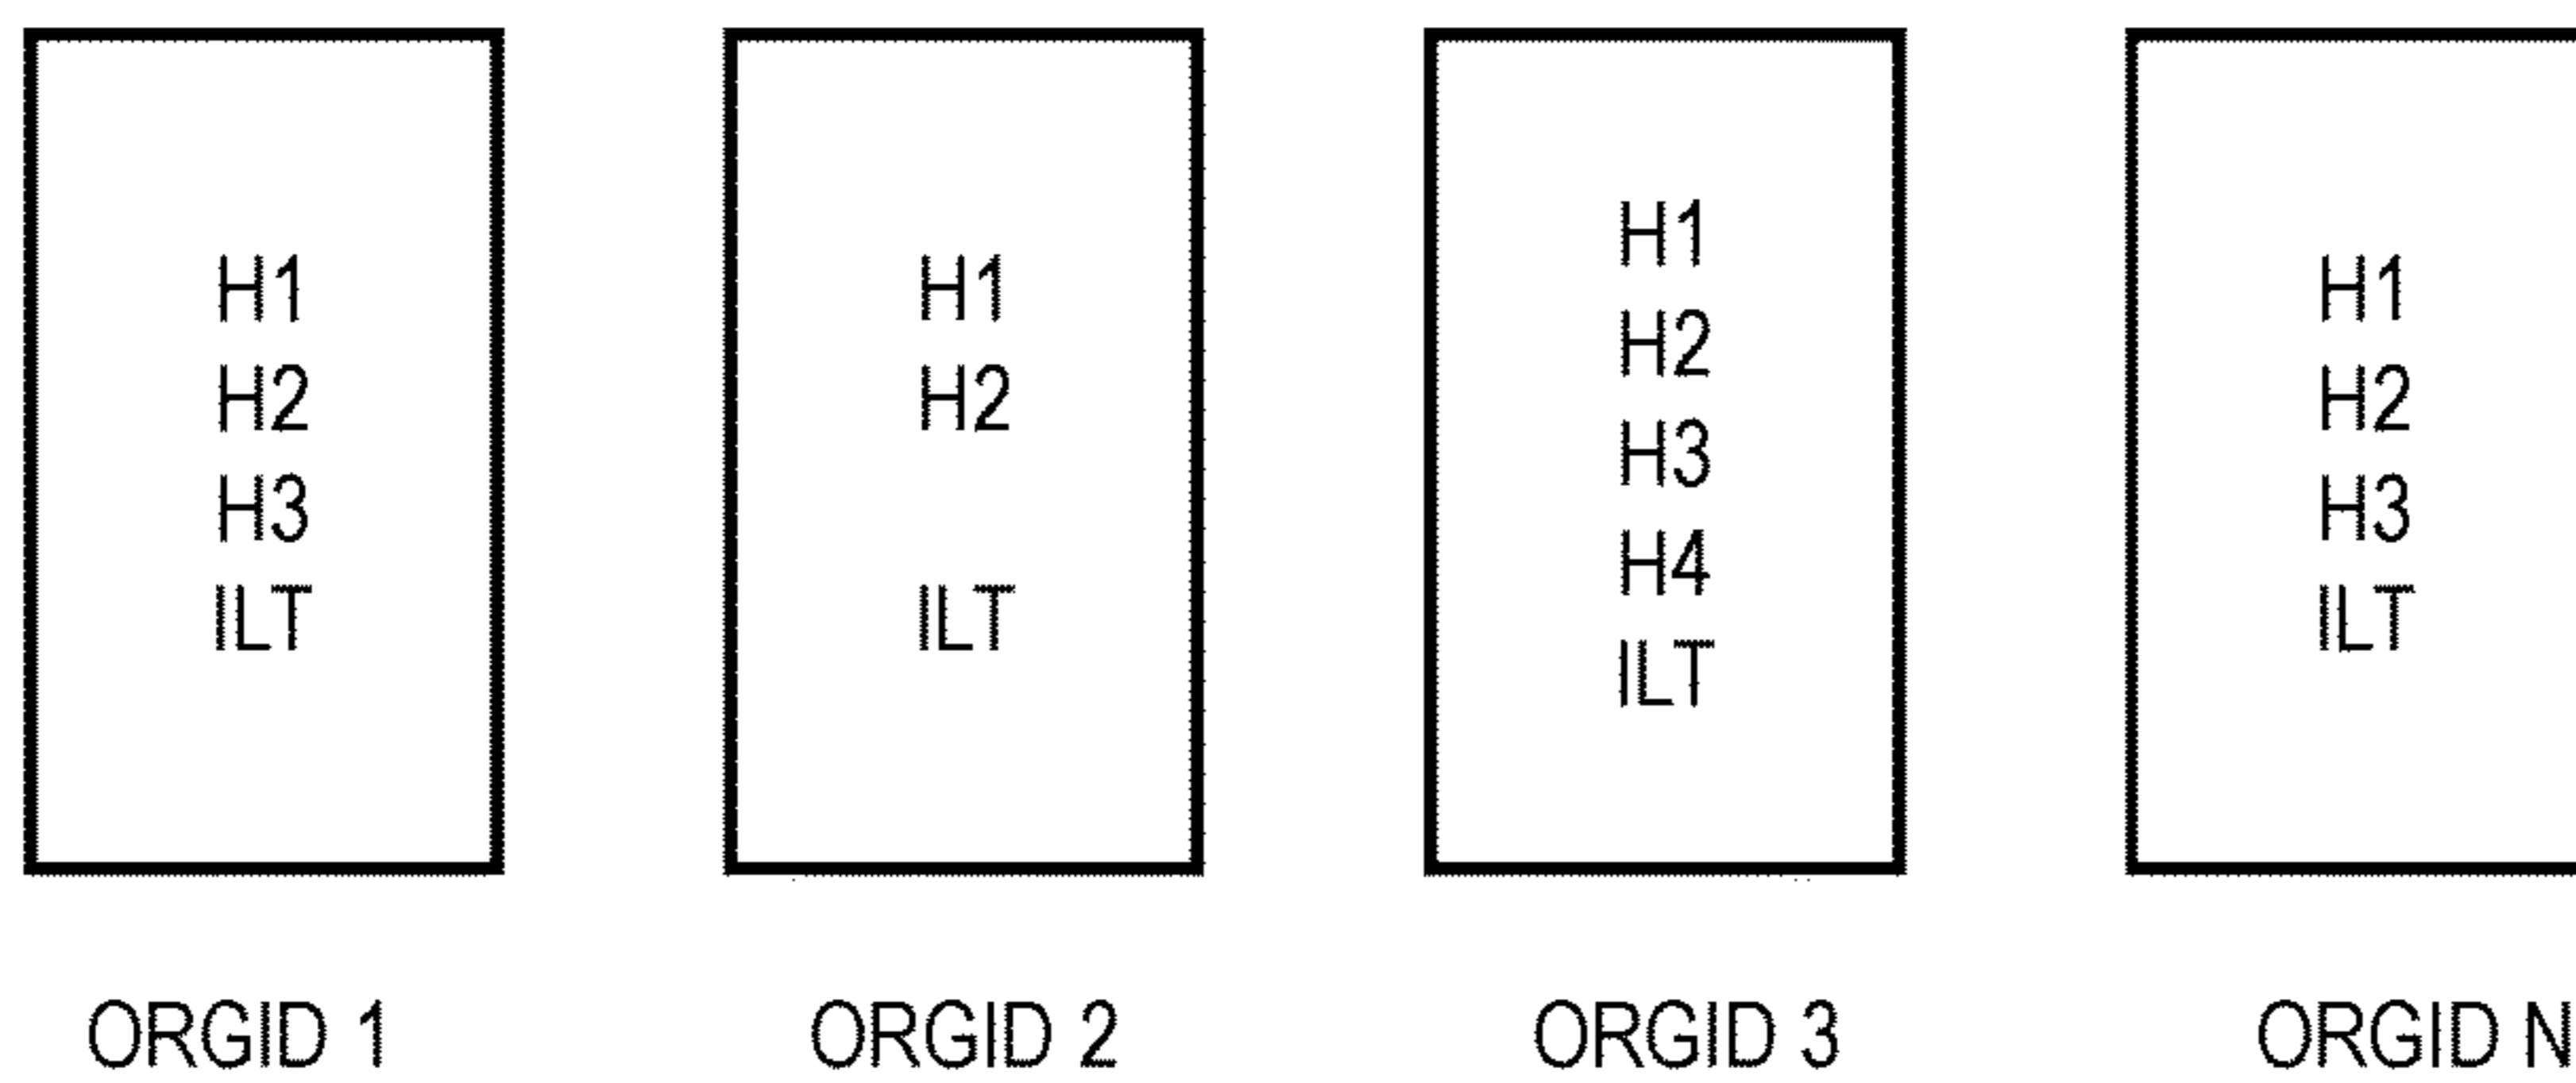 H1
H2
H3
ILT
H1
H2
ILT
H1
H2
H3
H4
ILT
H1
H2
H3
ILT
ORGID 1
ORGID 2
ORGID 3
ORGID N